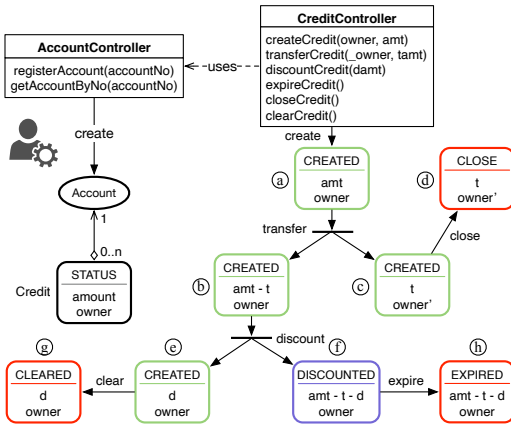 CreditController
createCredit(owner, amt)
transferCredit(_owner, tamt)
discountCredit(damt)
expireCredit()
closeCredit()
clearCredit()
AccountController
registerAccount(accountNo)
getAccountByNo(accountNo)
uses
create
create
Account
1
0..n
Credit
STATUS
amount
owner
a
CREATED
amt
owner
d
CLOSE
t
owner'
transfer
close
b
CREATED
amt - t
owner
c
CREATED
t
owner'
discount
g
CLEARED
d
owner
clear
e
CREATED
d
owner
f
DISCOUNTED
amt - t - d
owner
expire
h
EXPIRED
amt - t - d
owner